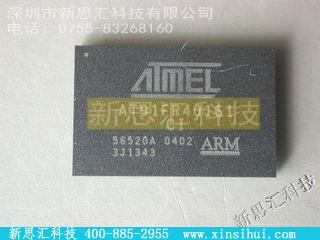 深圳市新思汇科技有限公司
电话：0755-83268160
ATMEL
AT91FR40161
CI
新思汇科技
56520A 0402
3J1343
ARM
新思汇科技
新思汇科技 400-885-2955 www.xinsihui.com